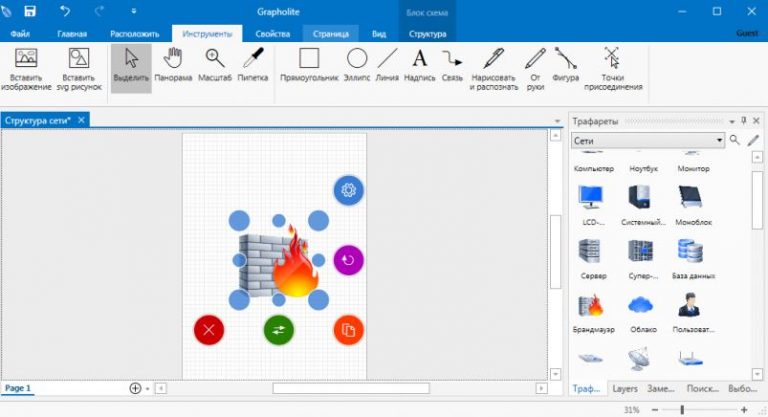 Grapholite
Блок схема
Файл Главная Расположить Инструменты Свойства Страница Вид Структура Guest
Вставить изображение
Вставить svg рисунок
Выделить
Панорама
Масштаб
Пипетка
Прямоугольник
Эллипс
Линия
Надпись
Связь
Нарисовать и распознать
От руки
Фигура
Точки присоединения
Структура сети*
Трафареты
Сети
Компьютер Ноутбук Монитор
LCD-... Системный... Моноблок
Сервер Супер-... База данных
Брандмауэр Облако Пользоват...
Page 1
Траф... Layers Заме... Поиск... Выбо...
31%